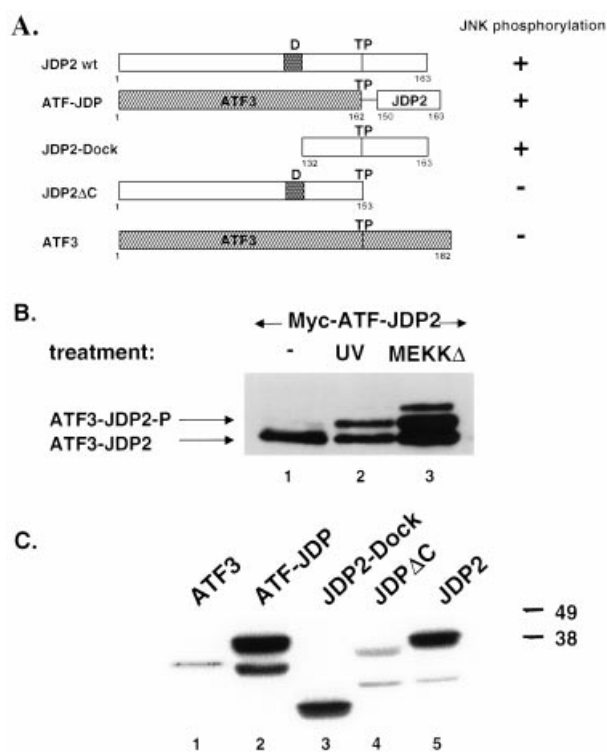 A.
JNK phosphorylation
D TP
JDP2 wt +
1 163
TP
ATF-JDP ATF3 JDP2 +
1 162 150 163
TP
JDP2-Dock +
132 163
D TP
JDP2ΔC -
1 153
TP
ATF3 ATF3 -
1 182
B.
Myc-ATF-JDP2
treatment: - UV MEKKΔ
ATF3-JDP2-P
ATF3-JDP2
1 2 3
C.
ATF3 ATF-JDP JDP2-Dock JDPΔC JDP2
49
38
1 2 3 4 5